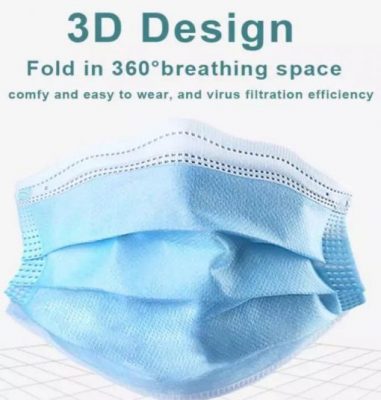 3D Design
Fold in 360°breathing space
comfy and easy to wear, and virus filtration efficiency